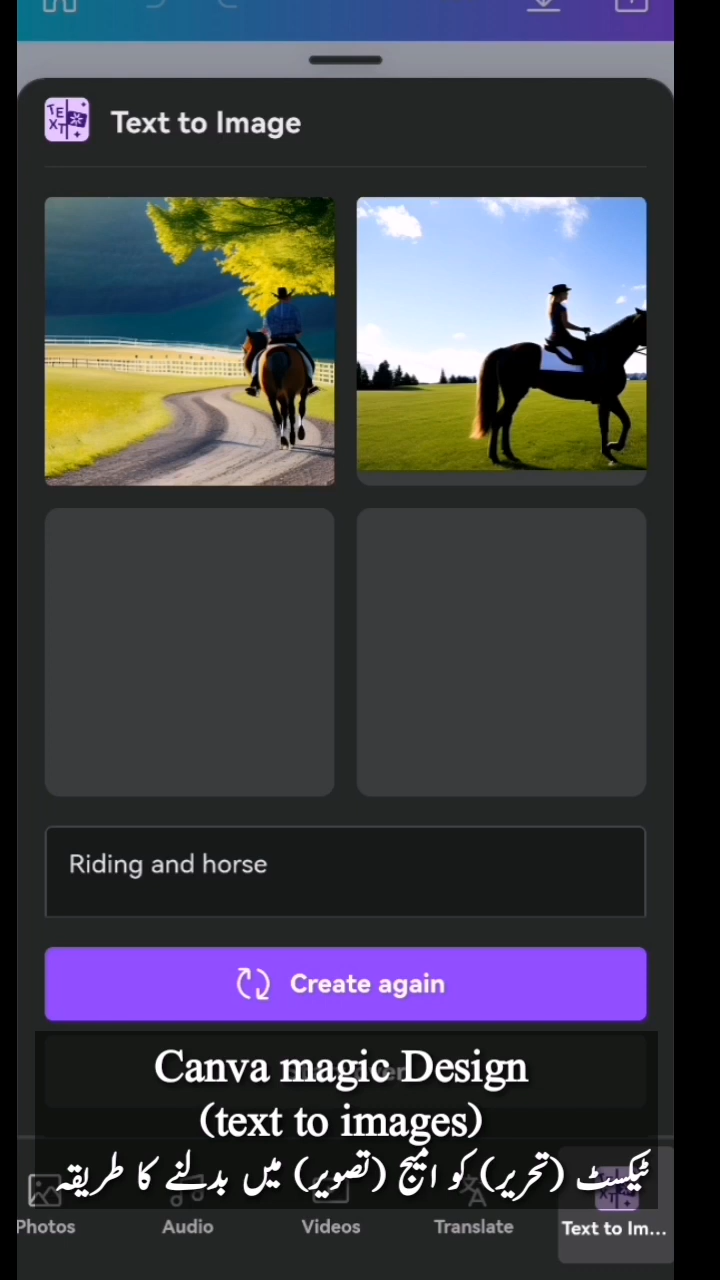 TEXT
Text to Image
Riding and horse
Create again
Canva magic Design
(text to images)
ٹیکسٹ (تحریر) کو امیج (تصویر) میں بدلنے کا طریقہ
Photos
Audio
Videos
Translate
Text to Im...